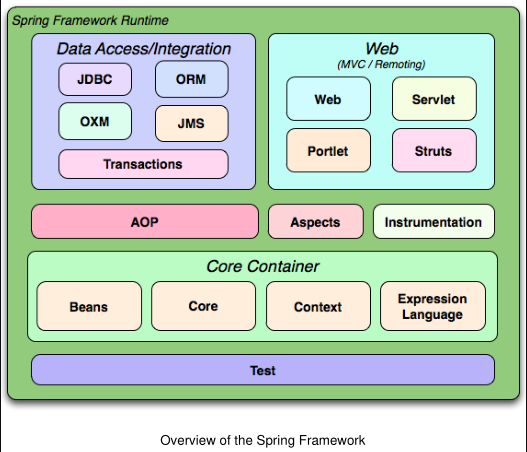 Spring Framework Runtime
Data Access/Integration
JDBC
ORM
OXM
JMS
Transactions
Web
(MVC / Remoting)
Web
Servlet
Portlet
Struts
AOP
Aspects
Instrumentation
Core Container
Beans
Core
Context
Expression
Language
Test
Overview of the Spring Framework